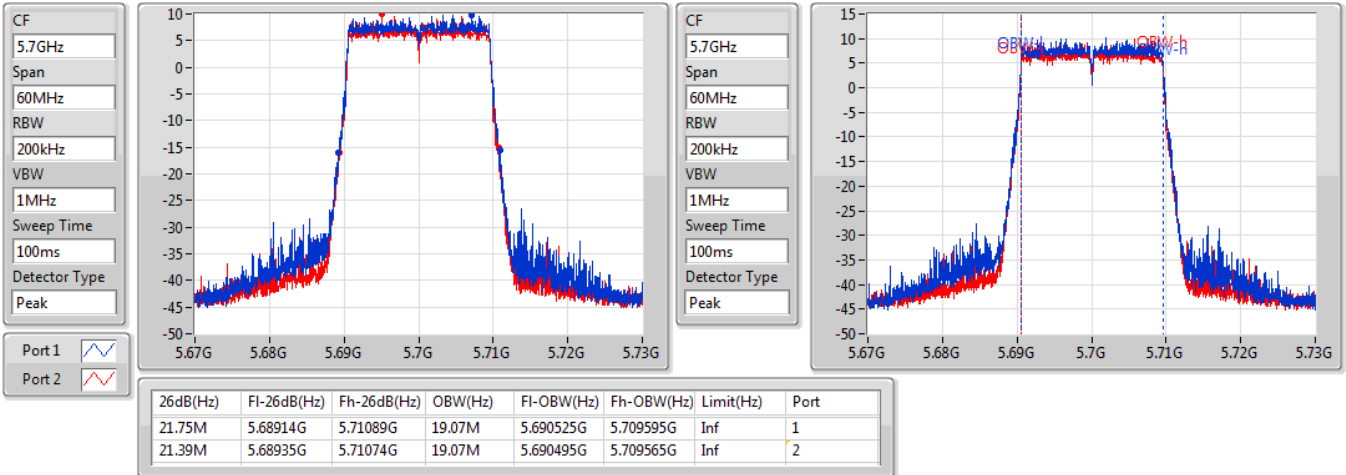 CF
5.7GHz
Span
60MHz
RBW
200kHz
VBW
1MHz
Sweep Time
100ms
Detector Type
Peak
Port 1
Port 2
10
5
0
-5
-10
-15
-20
-25
-30
-35
-40
-45
-50
5.67G 5.68G 5.69G 5.7G 5.71G 5.72G 5.73G
CF
5.7GHz
Span
60MHz
RBW
200kHz
VBW
1MHz
Sweep Time
100ms
Detector Type
Peak
15
10
5
0
-5
-10
-15
-20
-25
-30
-35
-40
-45
-50
OBW-h
5.67G 5.68G 5.69G 5.7G 5.71G 5.72G 5.73G
26dB(Hz) Fl-26dB(Hz) Fh-26dB(Hz) OBW(Hz) Fl-OBW(Hz) Fh-OBW(Hz) Limit(Hz) Port
21.75M 5.68914G 5.71089G 19.07M 5.690525G 5.709595G Inf 1
21.39M 5.68935G 5.71074G 19.07M 5.690495G 5.709565G Inf 2